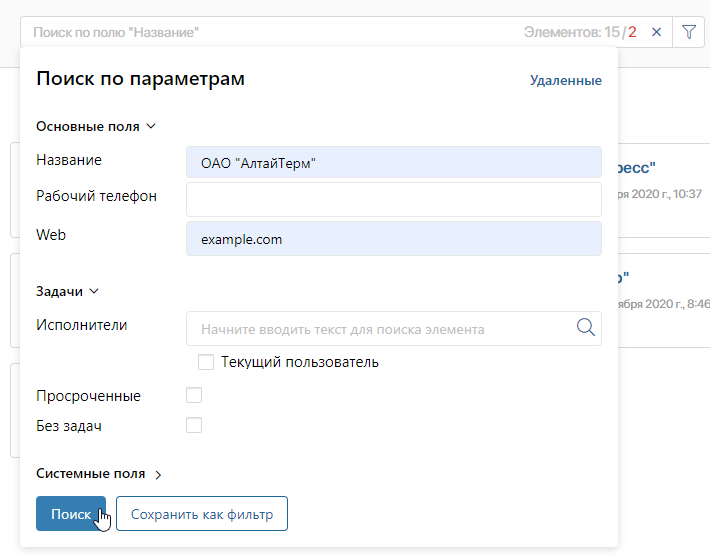 Поиск по полю "Название" Элементов: 15/2
Поиск по параметрам Удаленные
Основные поля
Название ОАО "АлтайТерм"
ресс"
Рабочий телефон
2020 г., 10:37
Web example.com
р"
Задачи
2020 г., 8:46
Исполнители Начните вводить текст для поиска элемента
Текущий пользователь
Просроченные
Без задач
Системные поля
Поиск Сохранить как фильтр